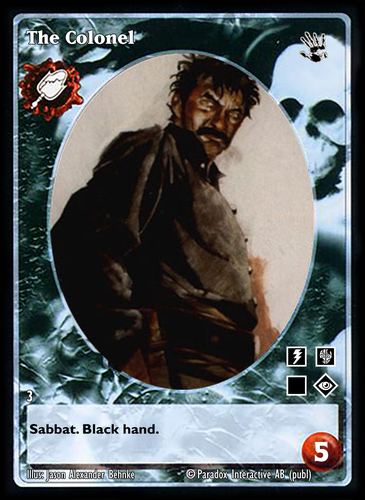 The Colonel
3
Sabbat. Black hand.
5
Illus: Jason Alexander Behnke
© Paradox Interactive AB (publ)